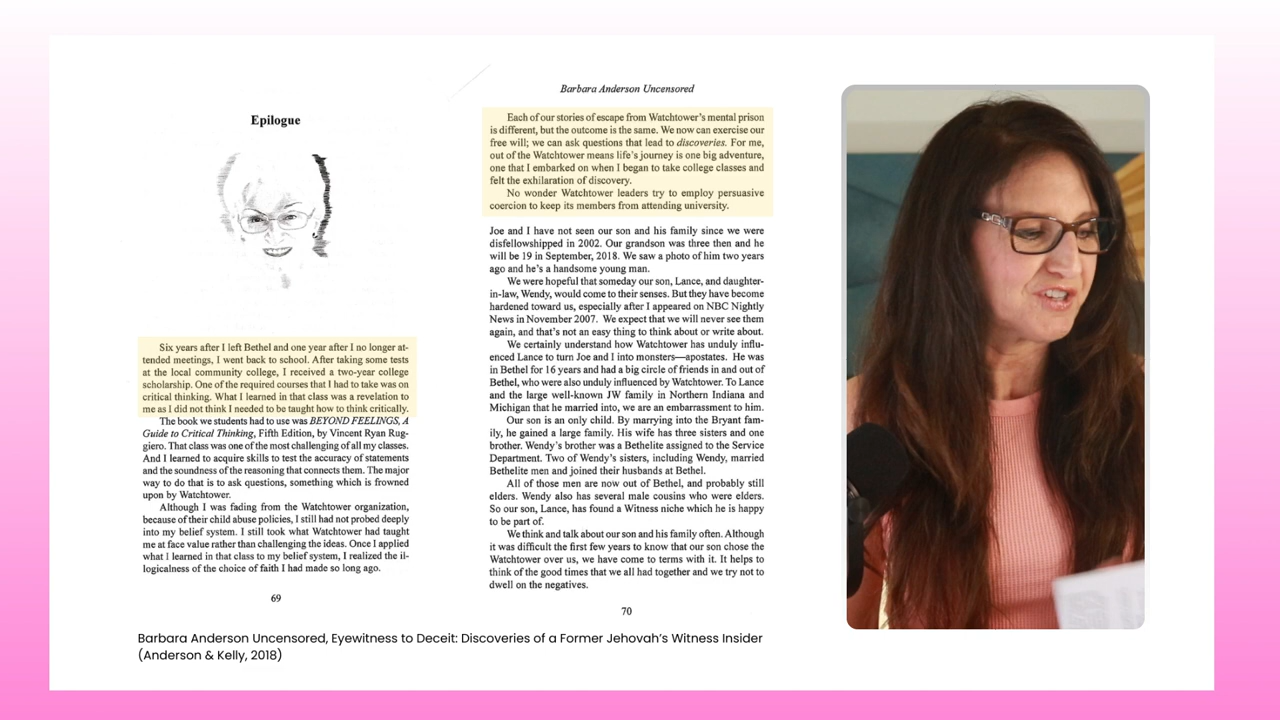 Epilogue
Six years after I left Bethel and one year after I no longer at-
tended meetings, I went back to school. After taking some tests
at the local community college, I received a two-year college
scholarship. One of the required courses that I had to take was on
critical thinking. What I learned in that class was a revelation to
me as I did not think I needed to be taught how to think critically.
The book we students had to use was BEYOND FEELINGS, A
Guide to Critical Thinking, Fifth Edition, by Vincent Ryan Rug-
giero. That class was one of the most challenging of all my classes.
And I learned to acquire skills to test the accuracy of statements
and the soundness of the reasoning that connects them. The major
way to do that is to ask questions, something which is frowned
upon by Watchtower.
Although I was fading from the Watchtower organization,
because of their child abuse policies, I still had not probed deeply
into my belief system. I still took what Watchtower had taught
me at face value rather than challenging the ideas. Once I applied
what I learned in that class to my belief system, I realized the il-
logicalness of the choice of faith I had made so long ago.
69
Barbara Anderson Uncensored
Each of our stories of escape from Watchtower's mental prison
is different, but the outcome is the same. We now can exercise our
free will; we can ask questions that lead to discoveries. For me,
out of the Watchtower means life's journey is one big adventure,
one that I embarked on when I began to take college classes and
felt the exhilaration of discovery.
No wonder Watchtower leaders try to employ persuasive
coercion to keep its members from attending university.
Joe and I have not seen our son and his family since we were
disfellowshipped in 2002. Our grandson was three then and he
will be 19 in September, 2018. We saw a photo of him two years
ago and he's a handsome young man.
We were hopeful that someday our son, Lance, and daughter-
in-law, Wendy, would come to their senses. But they have become
hardened toward us, especially after I appeared on NBC Nightly
News in November 2007. We expect that we will never see them
again, and that's not an easy thing to think about or write about.
We certainly understand how Watchtower has unduly influ-
enced Lance to turn Joe and I into monsters—apostates. He was
in Bethel for 16 years and had a big circle of friends in and out of
Bethel, who were also unduly influenced by Watchtower. To Lance
and the large well-known JW family in Northern Indiana and
Michigan that he married into, we are an embarrassment to him.
Our son is an only child. By marrying into the Bryant fam-
ily, he gained a large family. His wife has three sisters and one
brother. Wendy's brother was a Bethelite assigned to the Service
Department. Two of Wendy's sisters, including Wendy, married
Bethelite men and joined their husbands at Bethel.
All of those men are now out of Bethel, and probably still
elders. Wendy also has several male cousins who were elders.
So our son, Lance, has found a Witness niche which he is happy
to be part of.
We think and talk about our son and his family often. Although
it was difficult the first few years to know that our son chose the
Watchtower over us, we have come to terms with it. It helps to
think of the good times that we all had together and we try not to
dwell on the negatives.
70
Barbara Anderson Uncensored, Eyewitness to Deceit: Discoveries of a Former Jehovah's Witness Insider
(Anderson & Kelly, 2018)